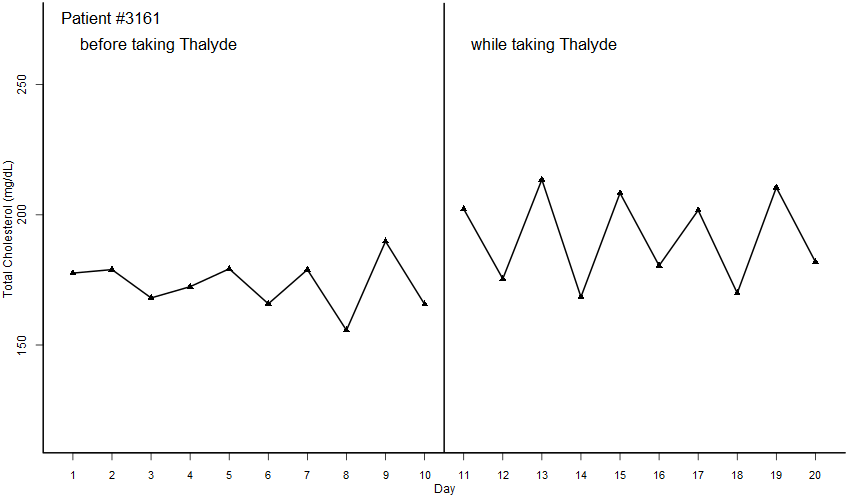 Patient #3161
before taking Thalyde
while taking Thalyde
Total Cholesterol (mg/dL)
250
200
150
1 2 3 4 5 6 7 8 9 10 11 12 13 14 15 16 17 18 19 20
Day